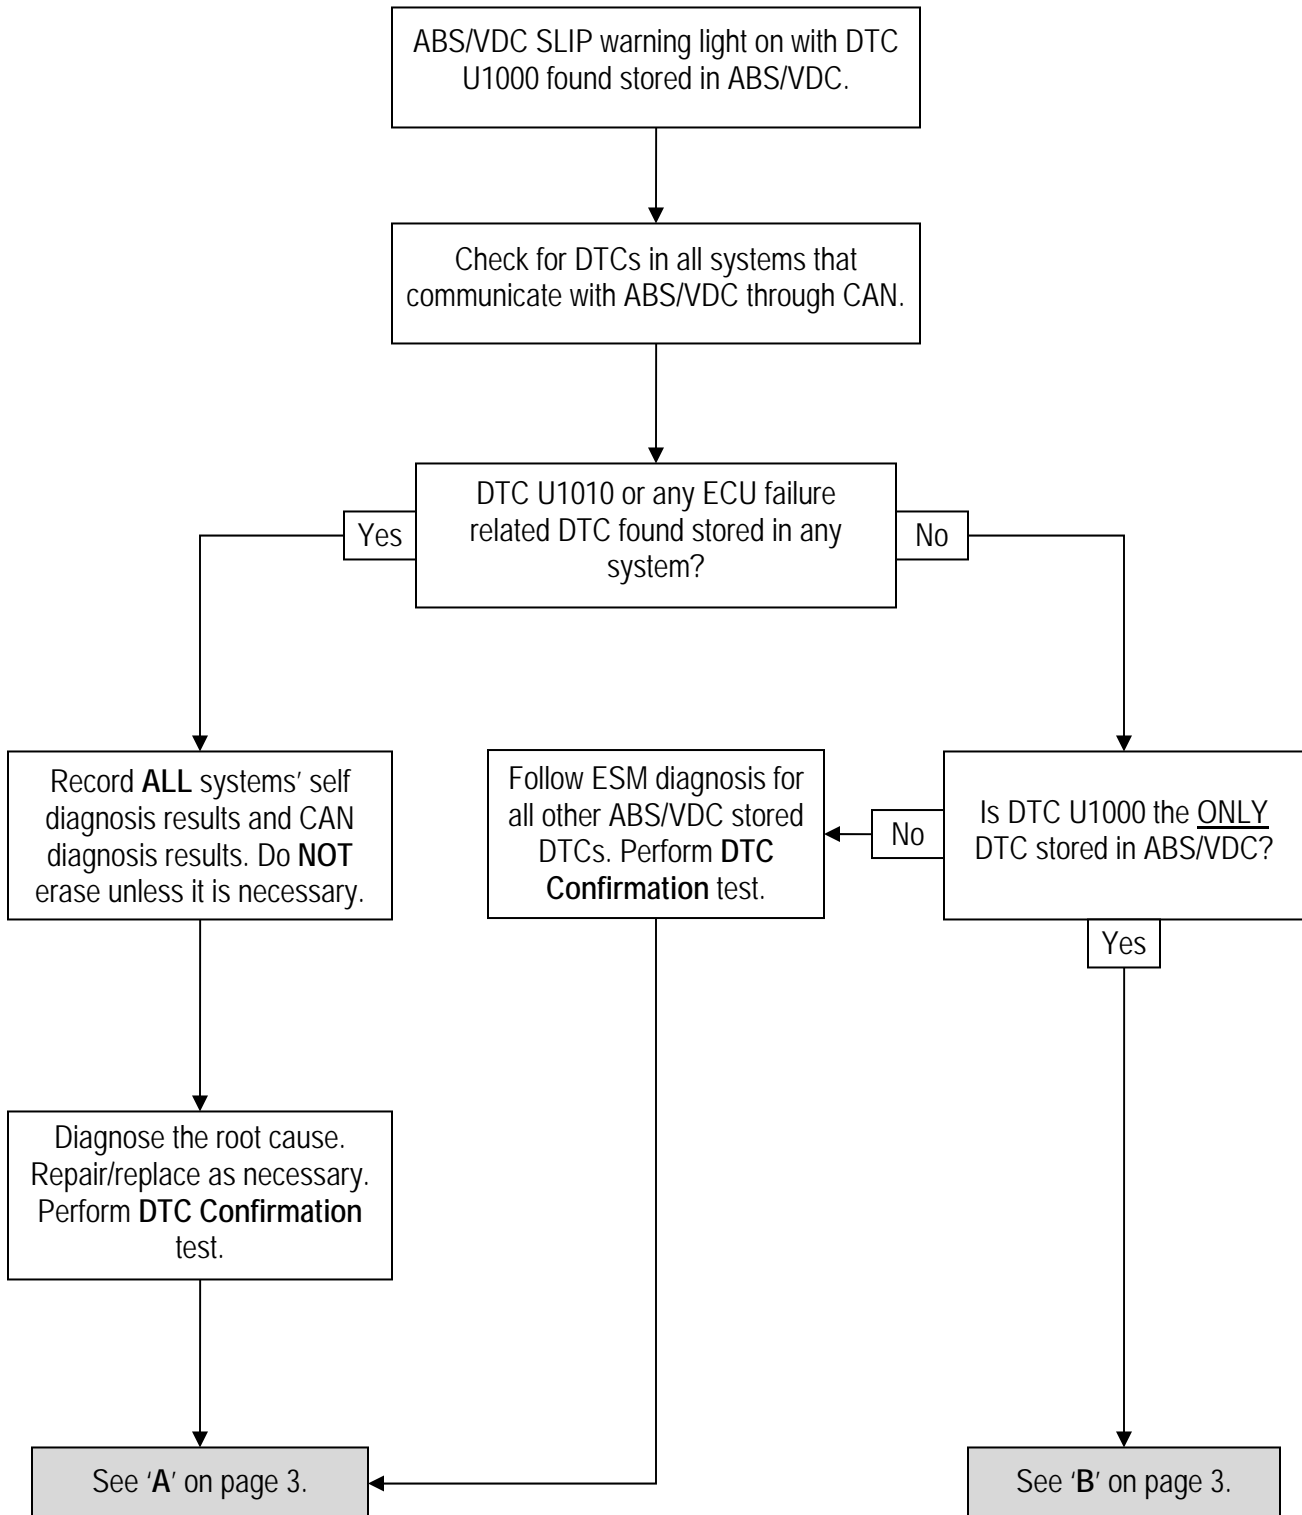 ABS/VDC SLIP warning light on with DTC
U1000 found stored in ABS/VDC.
Check for DTCs in all systems that
communicate with ABS/VDC through CAN.
DTC U1010 or any ECU failure
related DTC found stored in any
system?
Yes
No
Record ALL systems’ self
diagnosis results and CAN
diagnosis results. Do NOT
erase unless it is necessary.
Follow ESM diagnosis for
all other ABS/VDC stored
DTCs. Perform DTC
Confirmation test.
No
Is DTC U1000 the ONLY
DTC stored in ABS/VDC?
Yes
Diagnose the root cause.
Repair/replace as necessary.
Perform DTC Confirmation
test.
See ‘A’ on page 3.
See ‘B’ on page 3.